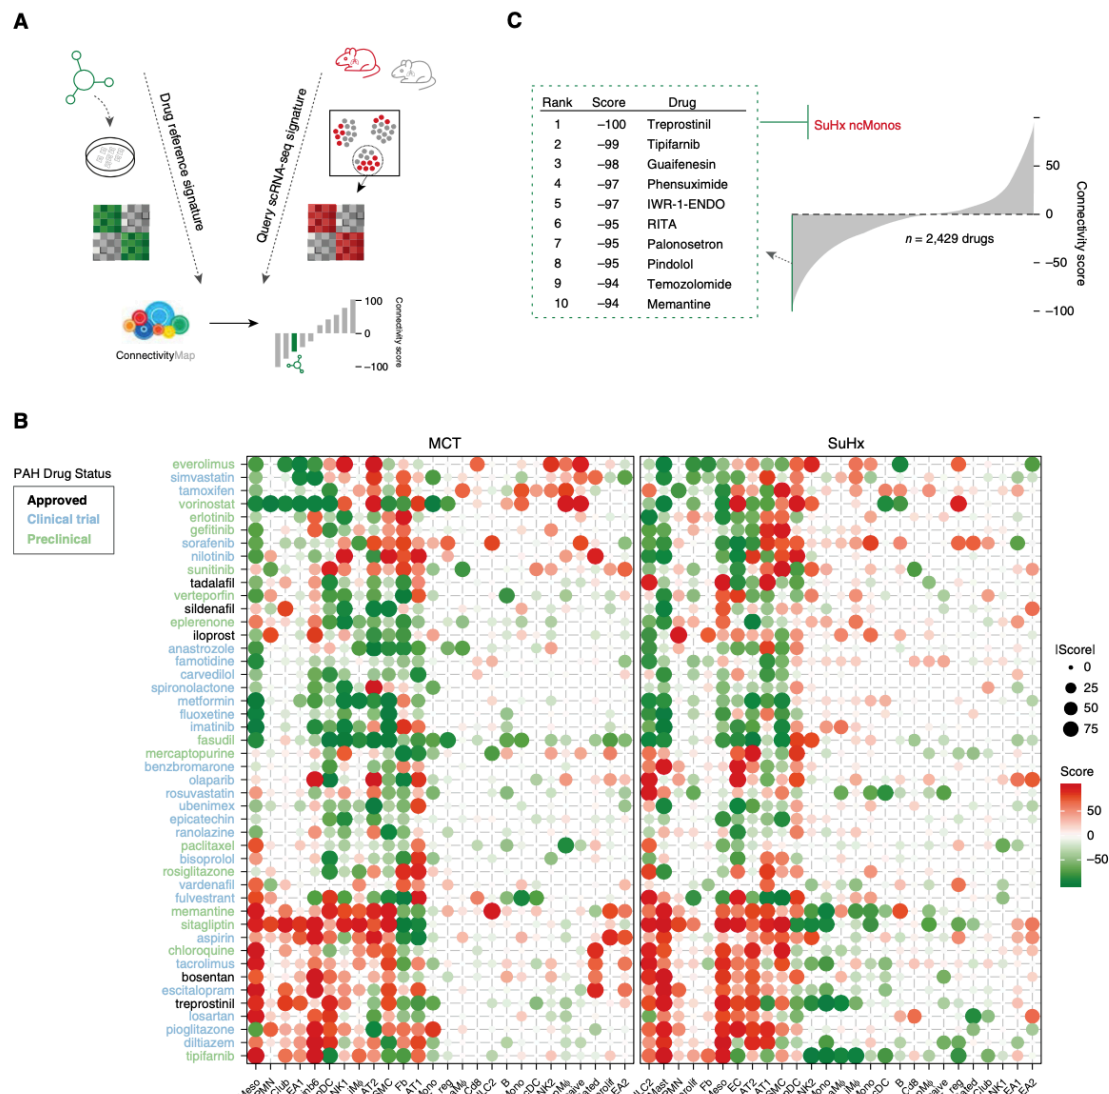 A
Drug reference signature
Query scRNA-seq signature
ConnectivityMap
100
0
−100
Connectivity score
C
Rank Score Drug
1 −100 Treprostinil
2 −99 Tipifarnib
3 −98 Guaifenesin
4 −97 Phensuximide
5 −97 IWR-1-ENDO
6 −95 RITA
7 −95 Palonosetron
8 −95 Pindolol
9 −94 Temozolomide
10 −94 Memantine
SuHx ncMonos
50
0
−50
−100
Connectivity score
n = 2,429 drugs
B
MCT
SuHx
PAH Drug Status
Approved
Clinical trial
Preclinical
everolimus
simvastatin
tamoxifen
vorinostat
erlotinib
gefitinib
sorafenib
nilotinib
sunitinib
tadalafil
verteporfin
sildenafil
eplerenone
iloprost
anastrozole
famotidine
carvedilol
spironolactone
metformin
fluoxetine
imatinib
fasudil
mercaptopurine
benzbromarone
olaparib
rosuvastatin
ubenimex
epicatechin
ranolazine
paclitaxel
bisoprolol
rosiglitazone
vardenafil
fulvestrant
memantine
sitagliptin
aspirin
chloroquine
tacrolimus
bosentan
escitalopram
treprostinil
losartan
pioglitazone
diltiazem
tipifarnib
|Score|
0
25
50
75
Score
50
0
−50